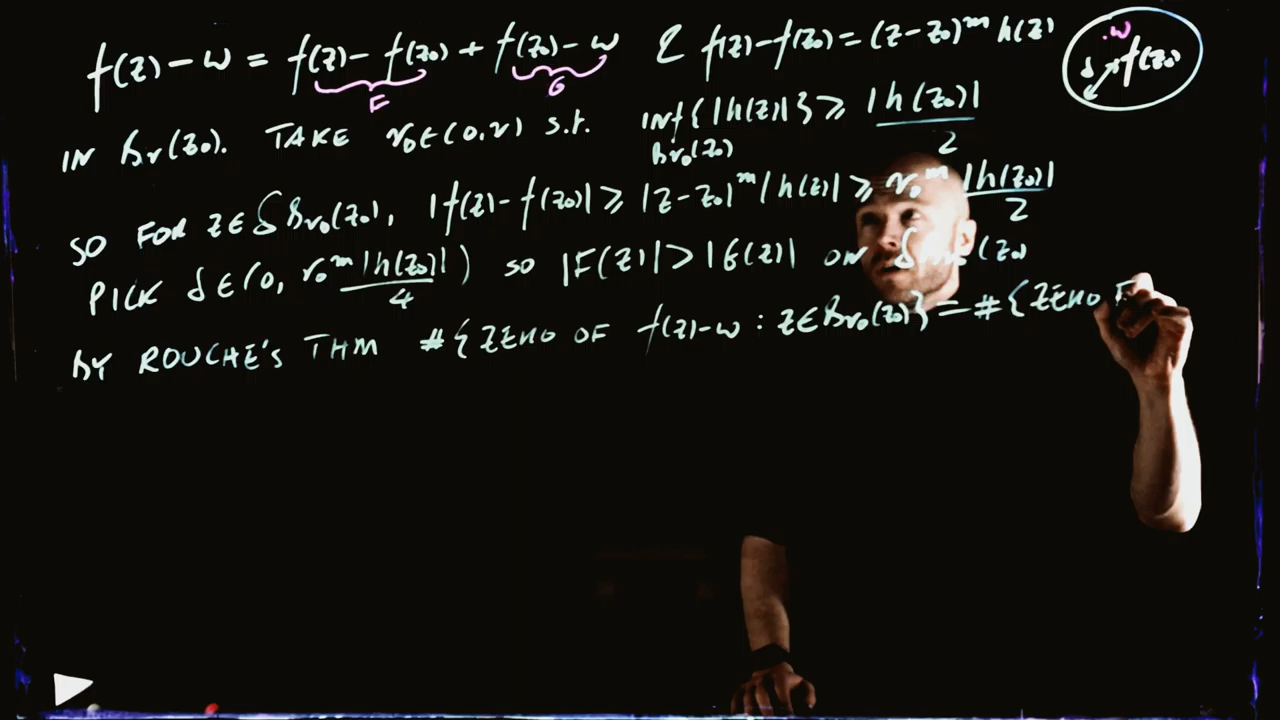 f(z) - w = f(z) - f(z₀) + f(z₀) - w & f(z) - f(z₀) = (z - z₀)ᵐ h(z)
F G
.w
δ f(z₀)
IN Br(z₀). TAKE r₀ ∈ (0, r) s.t. inf{|h(z)|} ⩾ |h(z₀)|/2
Br₀(z₀)
SO FOR z ∈ ∂Br₀(z₀), |f(z) - f(z₀)| ⩾ |z - z₀|ᵐ |h(z)| ⩾ r₀ᵐ |h(z₀)|/2
PICK δ ∈ (0, r₀ᵐ |h(z₀)|/4) SO |F(z)| > |G(z)| ON ∂ (z₀)
BY ROUCHE'S THM #{ZERO OF f(z) - w : z ∈ Br₀(z₀)} = #{ZERO